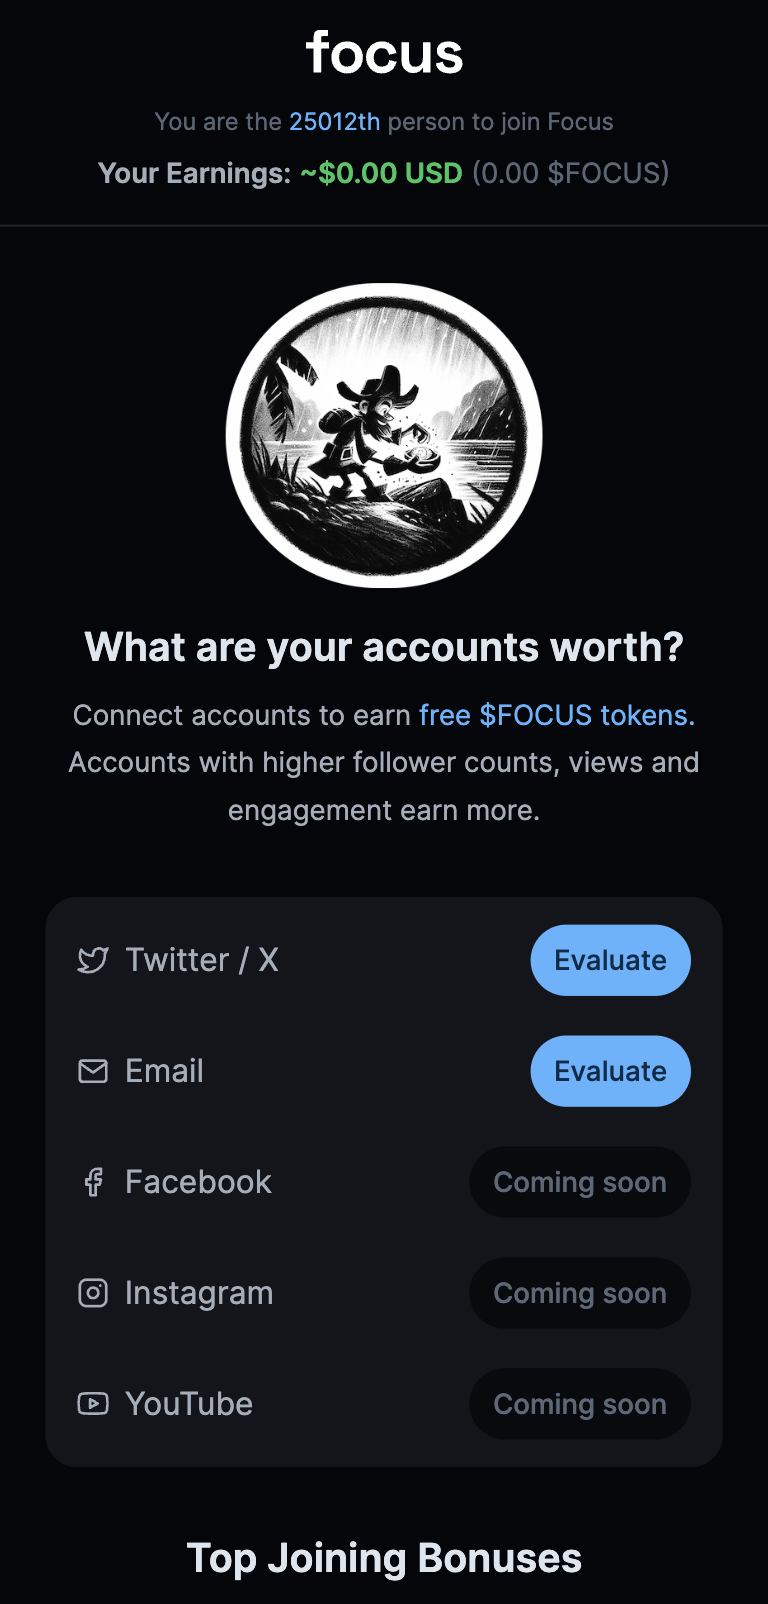 focus
You are the 25012th person to join Focus
Your Earnings: ~$0.00 USD (0.00 $FOCUS)
What are your accounts worth?
Connect accounts to earn free $FOCUS tokens.
Accounts with higher follower counts, views and
engagement earn more.
Twitter / X Evaluate
Email Evaluate
Facebook Coming soon
Instagram Coming soon
YouTube Coming soon
Top Joining Bonuses